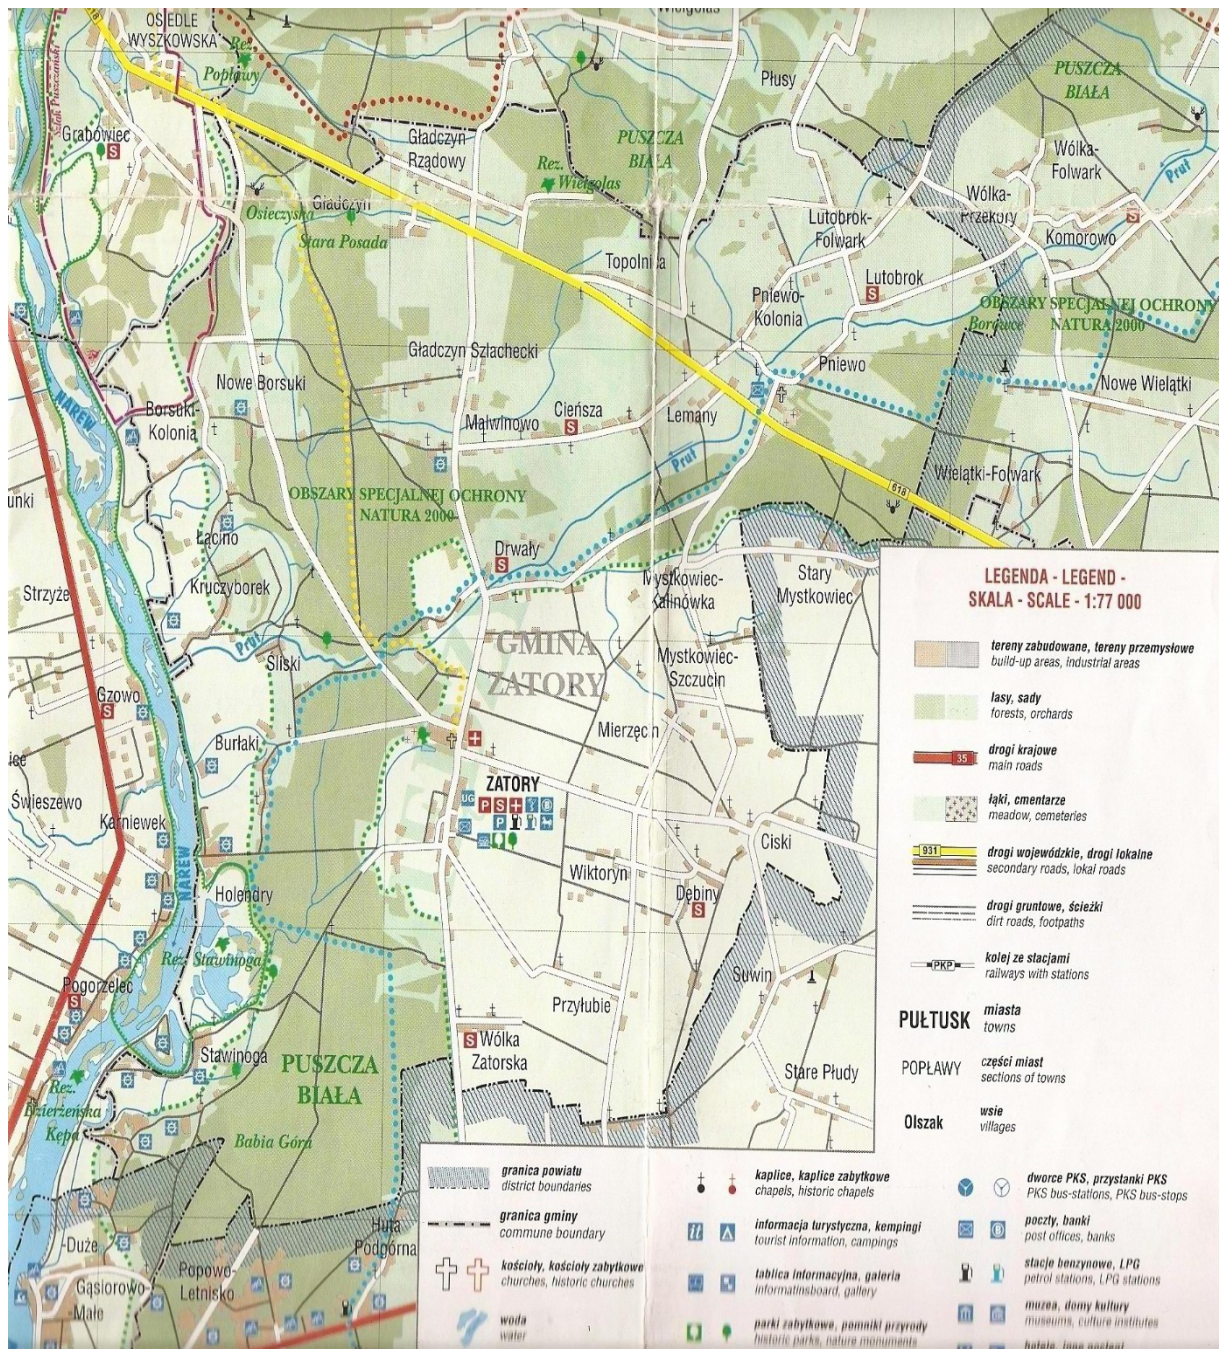 618
OSIEDLE
WYSZKOWSKA
Wielgolas
Rez.
Popławy
Szlak Puszczański
Płusy
PUSZCZA
BIAŁA
Grabówiec
S
Gładczyn
Rządowy
PUSZCZA
BIAŁA
Rez.
Wielgolas
Wólka-
Folwark
Prut
Osieczyska
Gładczyn
Stara Posada
Lutobrok-
Folwark
Wólka-
Przekory
S
Komorowo
Topolnica
Lutobrok
S
Pniewo-
Kolonia
OBSZARY SPECJALNEJ OCHRONY
NATURA 2000
Borowce
Gładczyn Szlachecki
Pniewo
Nowe Borsuki
Nowe Wielątki
NAREW
Borsuki-
Kolonia
Cieńsza
S
Malwinowo
Lemany
Prut
Wielątki-Folwark
618
OBSZARY SPECJALNEJ OCHRONY
NATURA 2000
unki
Łącino
Drwały
S
Kruczyborek
Strzyże
Mystkowiec-
Kalinówka
Stary
Mystkowiec
Prut
Śliski
GMINA
ZATORY
Mystkowiec-
Szczucin
Gzowo
S
Mierzęcin
Burłaki
ice
Świeszewo
ZATORY
UG P S
P
Karniewek
Ciski
NAREW
Wiktoryn
Dębiny
S
Holendry
Rez. Stawinoga
Suwin
Pogorzelec
S
Przyłubie
Stawinoga
S Wólka
Zatorska
PUSZCZA
BIAŁA
Stare Płudy
Rez.
Dzierżeńska
Kępa
Babia Góra
Huta
Podgórna
-Duże
Popowo-
Letnisko
Gąsiorowo-
-Małe
LEGENDA - LEGEND -
SKALA - SCALE - 1:77 000
tereny zabudowane, tereny przemysłowe
build-up areas, industrial areas
lasy, sady
forests, orchards
35
drogi krajowe
main roads
łąki, cmentarze
meadow, cemeteries
931
drogi wojewódzkie, drogi lokalne
secondary roads, lokal roads
drogi gruntowe, ścieżki
dirt roads, footpaths
PKP
kolej ze stacjami
railways with stations
PUŁTUSK
miasta
towns
POPŁAWY
części miast
sections of towns
Olszak
wsie
villages
granica powiatu
district boundaries
granica gminy
commune boundary
kościoły, kościoły zabytkowe
churches, historic churches
woda
water
kaplice, kaplice zabytkowe
chapels, historic chapels
informacja turystyczna, kempingi
tourist information, campings
tablica informacyjna, galeria
informatinsboard, gallery
parki zabytkowe, pomniki przyrody
historic parks, nature monuments
dworce PKS, przystanki PKS
PKS bus-stations, PKS bus-stops
poczty, banki
post offices, banks
stacje benzynowe, LPG
petrol stations, LPG stations
muzea, domy kultury
museums, culture institutes